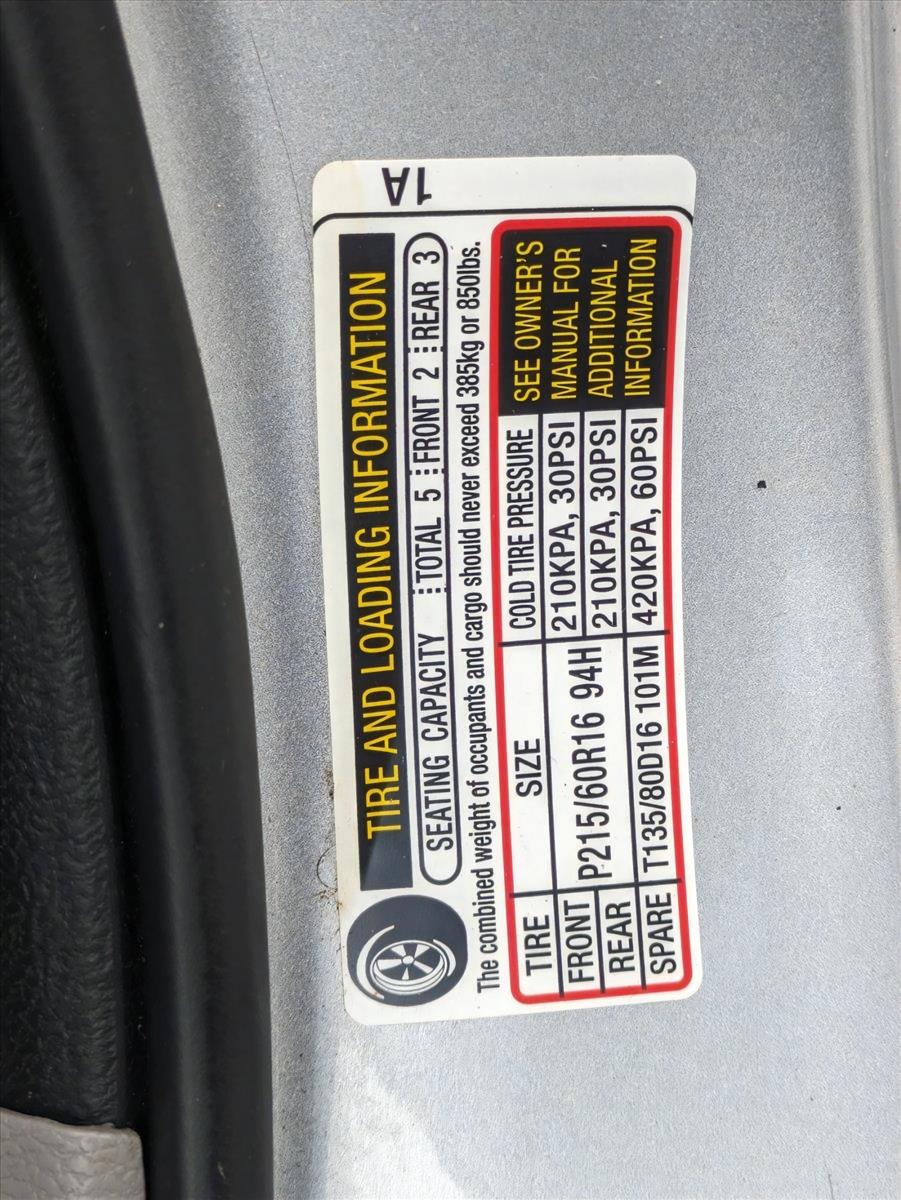 1A
TIRE AND LOADING INFORMATION
SEATING CAPACITY TOTAL 5 FRONT 2 REAR 3
The combined weight of occupants and cargo should never exceed 385kg or 850lbs.
TIRE SIZE COLD TIRE PRESSURE
FRONT P215/60R16 94H 210KPA, 30PSI
REAR 210KPA, 30PSI
SPARE T135/80D16 101M 420KPA, 60PSI
SEE OWNER'S
MANUAL FOR
ADDITIONAL
INFORMATION